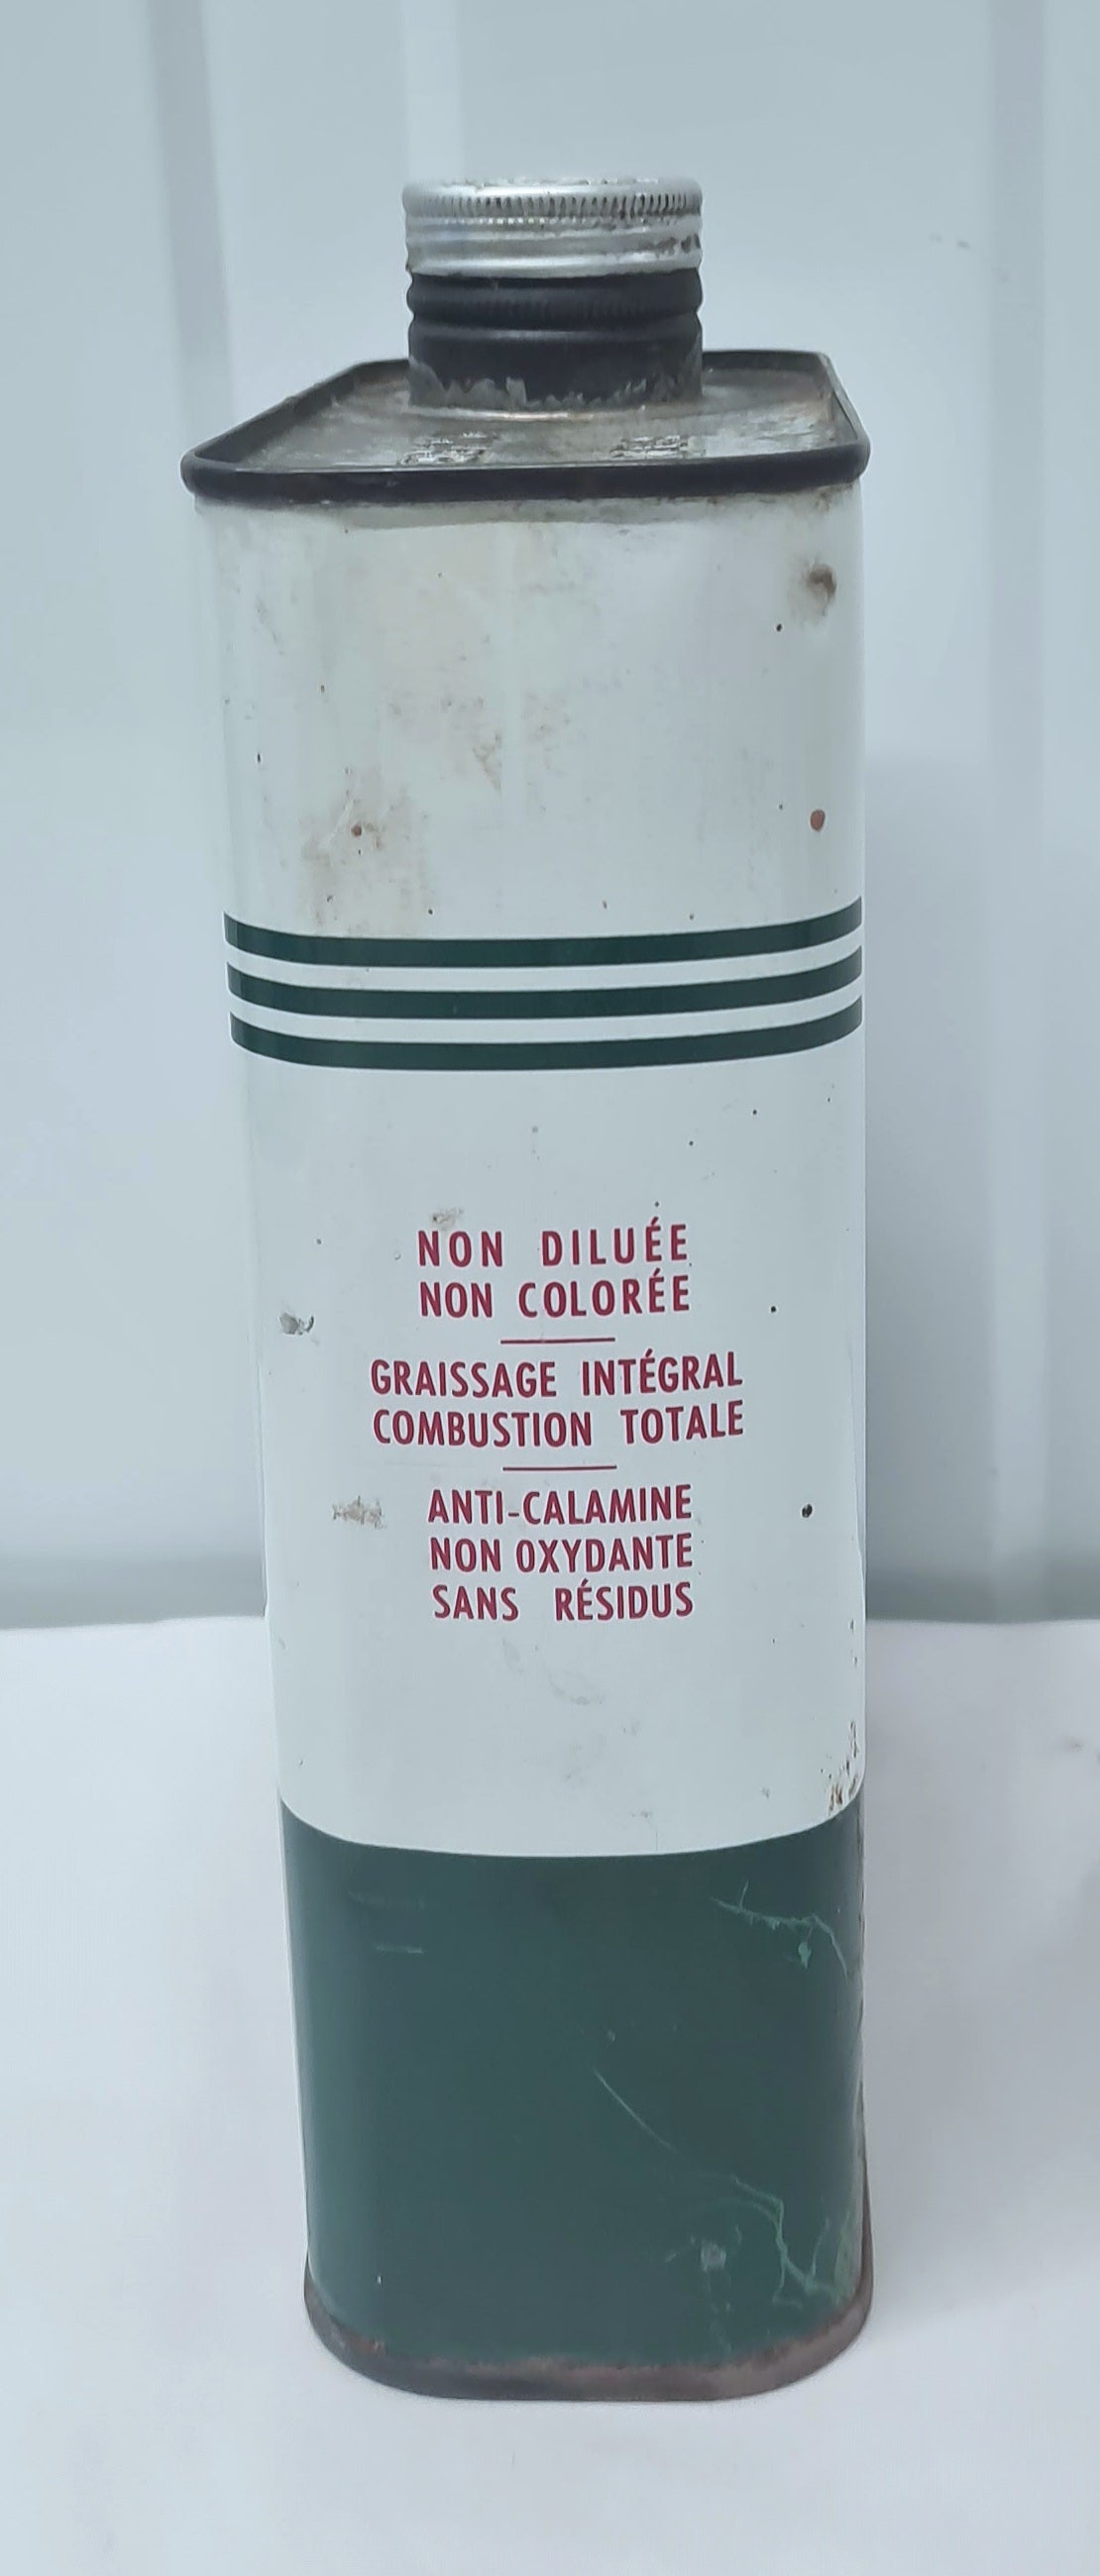 NON DILUÉE
NON COLORÉE
GRAISSAGE INTÉGRAL
COMBUSTION TOTALE
ANTI-CALAMINE
NON OXYDANTE
SANS RÉSIDUS